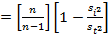 = [n/(n-1)] [1 - s_i²/s_t²]